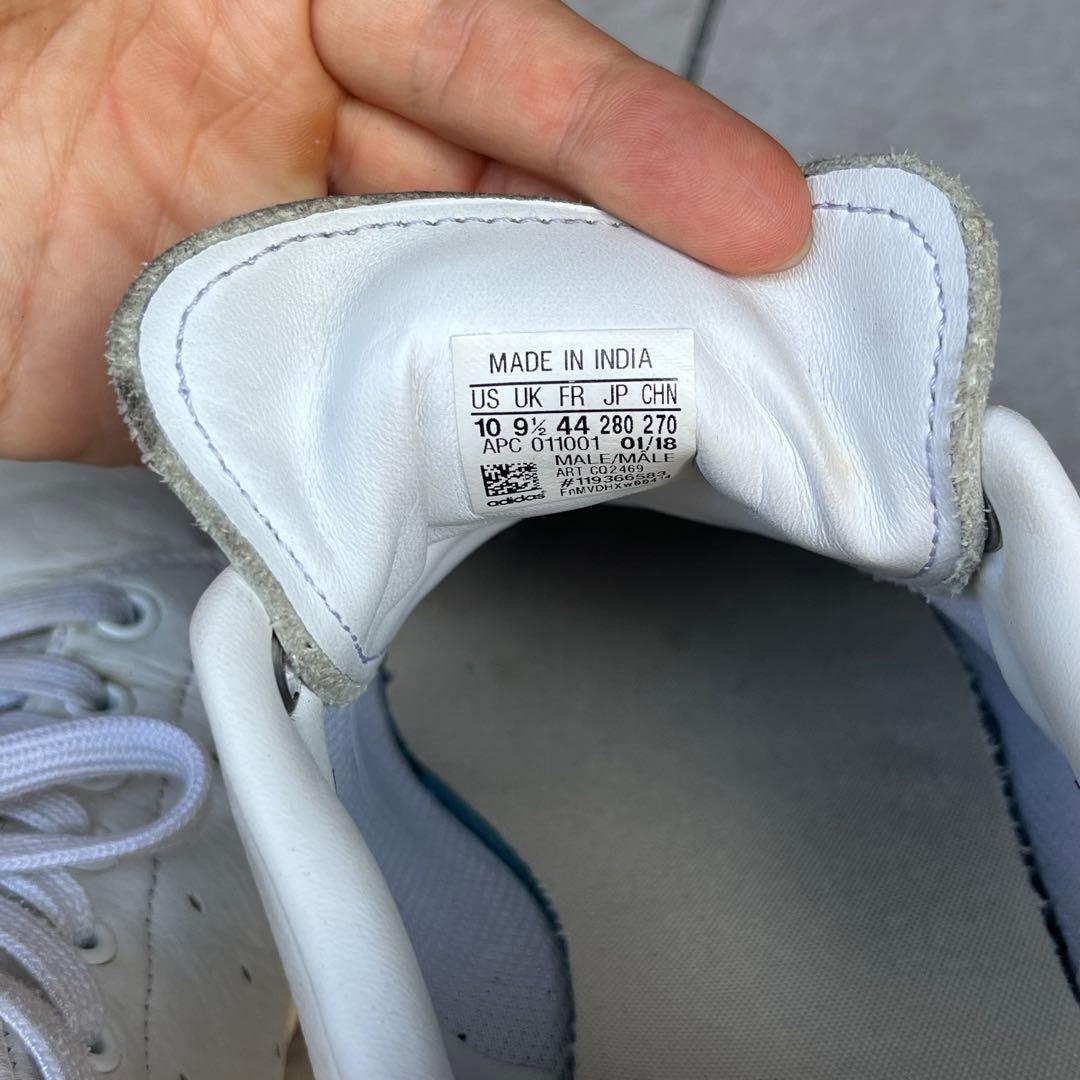 MADE IN INDIA
US UK FR JP CHN
10 9½ 44 280 270
APC 011001 01/18
MALE/MÂLE
ART CQ2469
#119366583
adidas